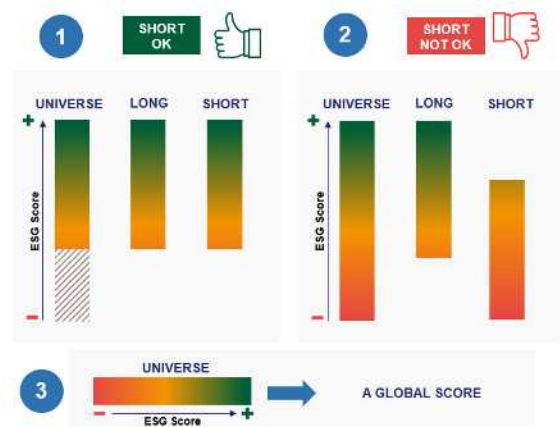 1
SHORT
OK
2
SHORT
NOT OK
UNIVERSE LONG SHORT
+
ESG Score
-
UNIVERSE LONG SHORT
+
ESG Score
-
3
UNIVERSE
- ESG Score +
A GLOBAL SCORE